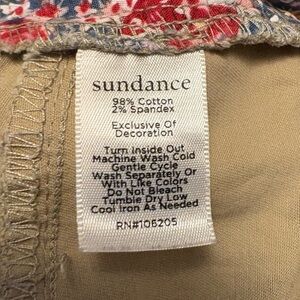 sundance
98% Cotton
2% Spandex
Exclusive Of
Decoration
Turn Inside Out
Machine Wash Cold
Gentle Cycle
Wash Separately Or
With Like Colors
Do Not Bleach
Tumble Dry Low
Cool Iron As Needed
RN#106205